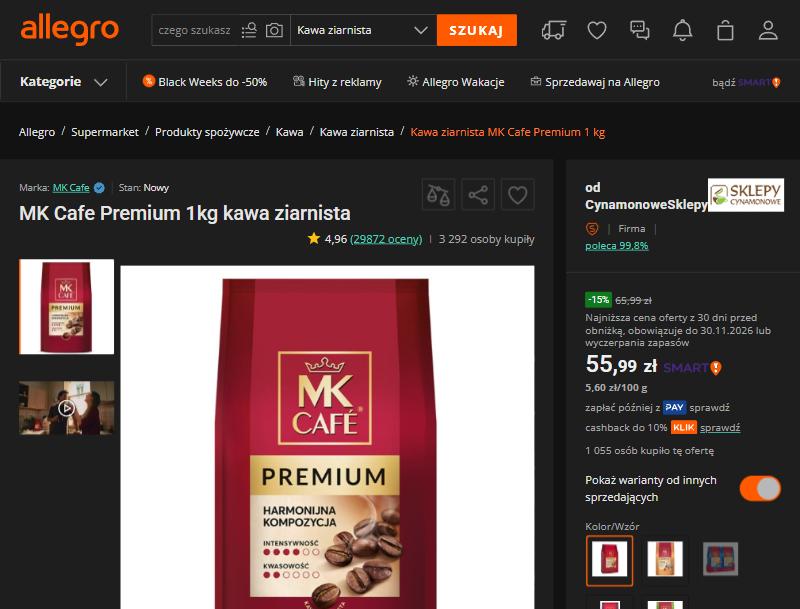 allegro
czego szukasz
Kawa ziarnista
SZUKAJ
Kategorie
% Black Weeks do -50%
Hity z reklamy
Allegro Wakacje
Sprzedawaj na Allegro
bądź SMART!
Allegro / Supermarket / Produkty spożywcze / Kawa / Kawa ziarnista / Kawa ziarnista MK Cafe Premium 1 kg
Marka: MK Cafe | Stan: Nowy
MK Cafe Premium 1kg kawa ziarnista
4,96 (29872 oceny) | 3 292 osoby kupiły
MK
CAFÉ
PREMIUM
MK
CAFÉ®
PREMIUM
HARMONIJNA
KOMPOZYCJA
INTENSYWNOŚĆ
KWASOWOŚĆ
od
CynamonoweSklepy
SKLEPY
CYNAMONOWE
| Firma |
poleca 99,8%
-15% 65,99 zł
Najniższa cena oferty z 30 dni przed
obniżką, obowiązuje do 30.11.2026 lub
wyczerpania zapasów
55,99 zł SMART!
5,60 zł/100 g
zapłać później z PAY sprawdź
cashback do 10% KLIK sprawdź
1 055 osób kupiło tę ofertę
Pokaż warianty od innych
sprzedających
Kolor/Wzór